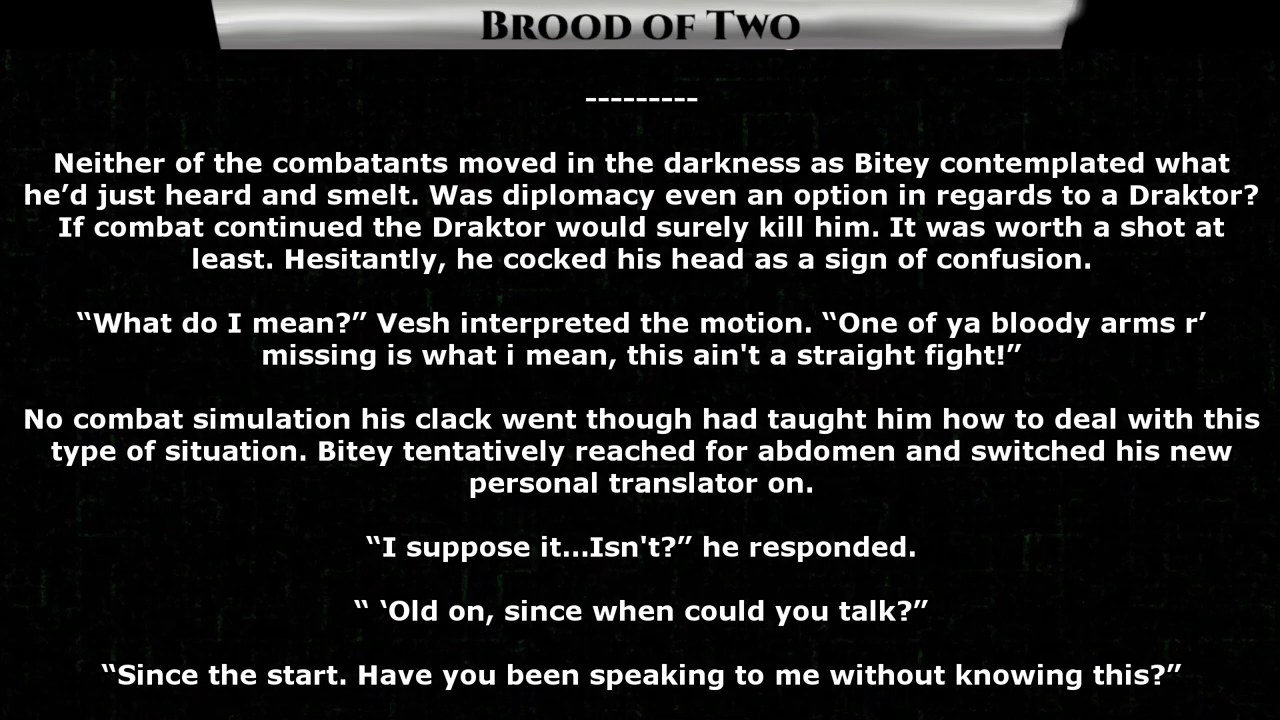 Brood of Two
---------
Neither of the combatants moved in the darkness as Bitey contemplated what
he’d just heard and smelt. Was diplomacy even an option in regards to a Draktor?
If combat continued the Draktor would surely kill him. It was worth a shot at
least. Hesitantly, he cocked his head as a sign of confusion.
“What do I mean?” Vesh interpreted the motion. “One of ya bloody arms r’
missing is what i mean, this ain't a straight fight!”
No combat simulation his clack went though had taught him how to deal with this
type of situation. Bitey tentatively reached for abdomen and switched his new
personal translator on.
“I suppose it...Isn't?” he responded.
“ ‘Old on, since when could you talk?”
“Since the start. Have you been speaking to me without knowing this?”